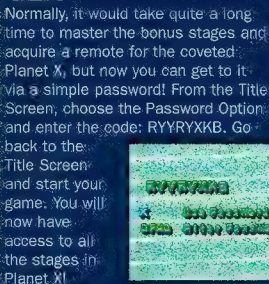 Normally, it would take quite a long
time to master the bonus stages and
acquire a remote for the coveted
Planet X, but now you can get to it
via a simple password! From the Title
Screen, choose the Password Option
and enter the code: RYYRYXKB. Go
back to the
Title Screen
and start your
game. You will
now have
access to all
the stages in
Planet X!